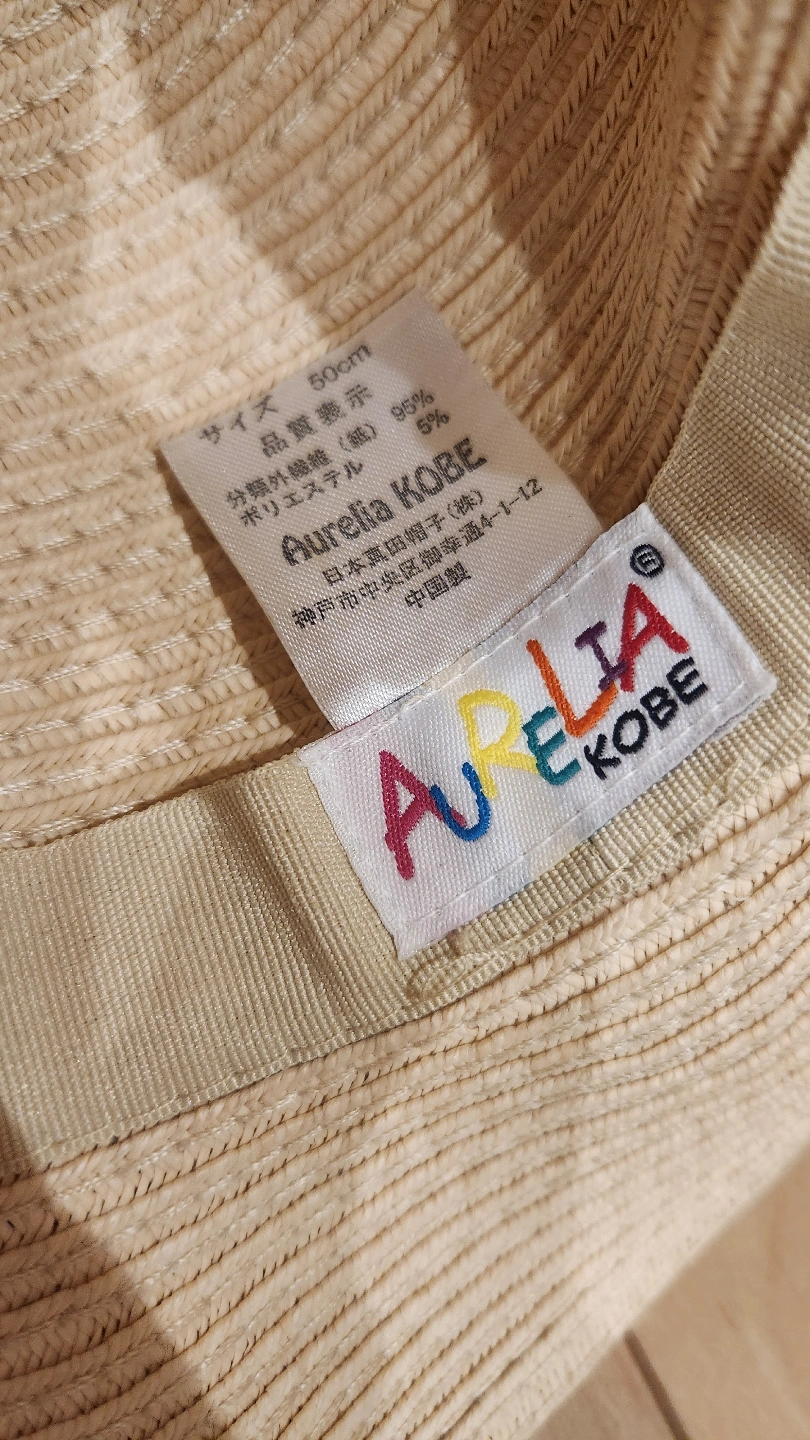 サイズ 50cm
品質表示
分類外繊維（紙） 95%
ポリエステル 5%
Aurelia KOBE
日本真田帽子（株）
神戸市中央区御幸通4-1-12
中国製
AURELIA®
KOBE